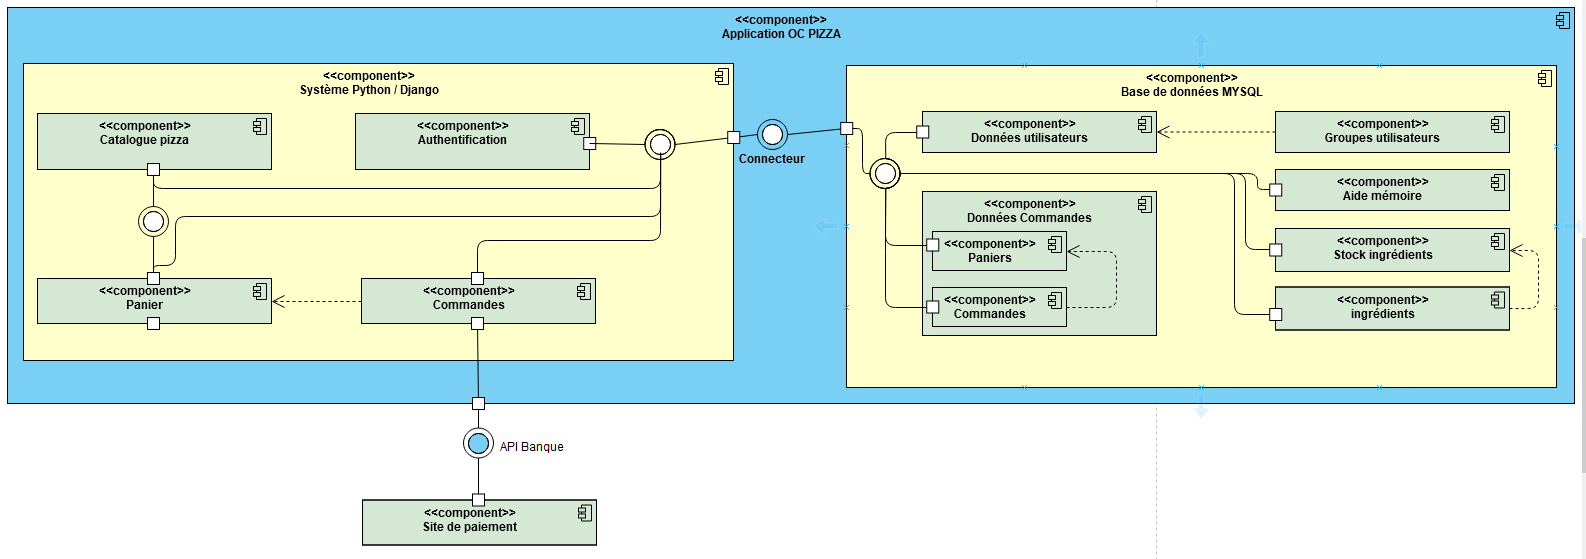 <<component>>
Application OC PIZZA
<<component>>
Système Python / Django
<<component>>
Catalogue pizza
<<component>>
Authentification
<<component>>
Panier
<<component>>
Commandes
Connecteur
<<component>>
Base de données MYSQL
<<component>>
Données utilisateurs
<<component>>
Groupes utilisateurs
<<component>>
Aide mémoire
<<component>>
Données Commandes
<<component>>
Paniers
<<component>>
Commandes
<<component>>
Stock ingrédients
<<component>>
ingrédients
API Banque
<<component>>
Site de paiement